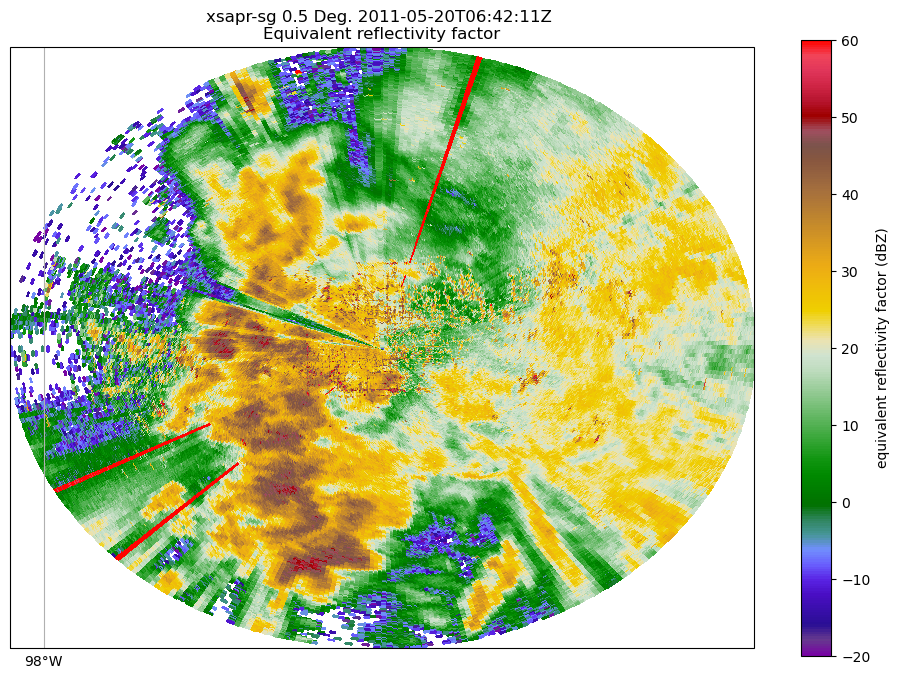 xsapr-sg 0.5 Deg. 2011-05-20T06:42:11Z
Equivalent reflectivity factor
60
50
40
30
20
10
0
−10
−20
equivalent reflectivity factor (dBZ)
98°W